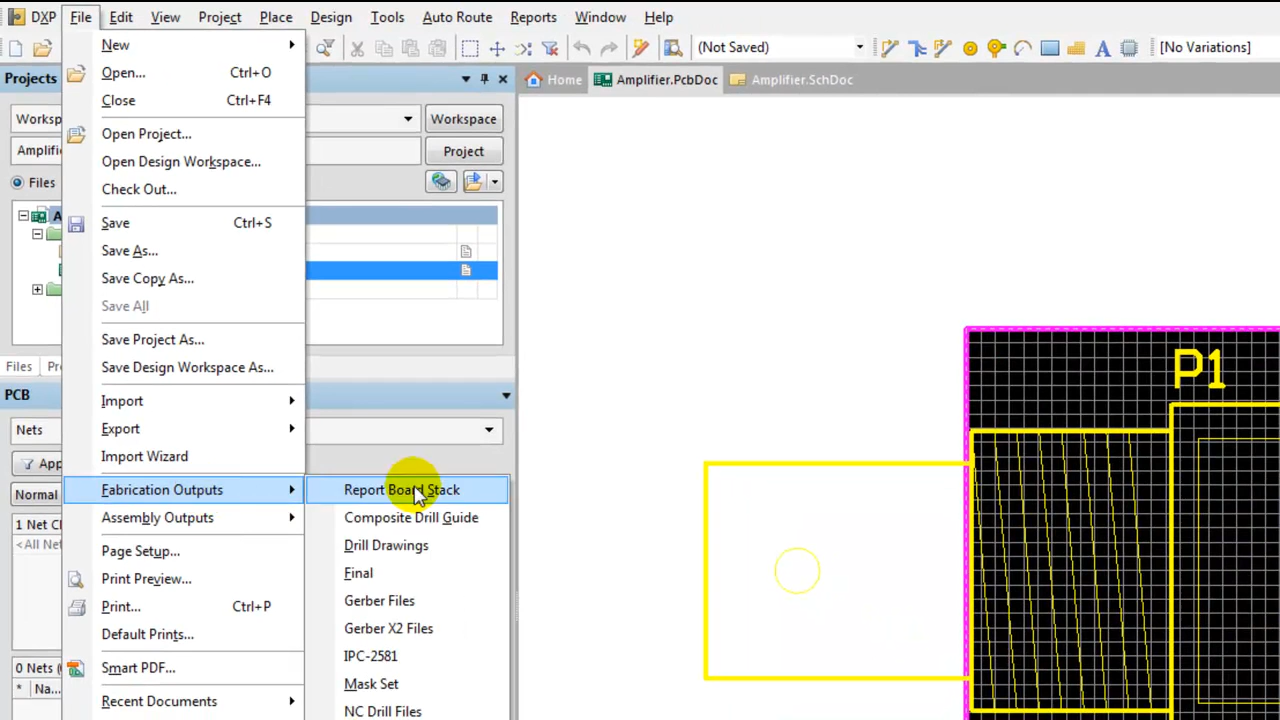 DXP File Edit View Project Place Design Tools Auto Route Reports Window Help
(Not Saved) [No Variations]
Projects
Home Amplifier.PcbDoc Amplifier.SchDoc
Workspace
Project
Files
Files
PCB
Nets
Normal
New
Open... Ctrl+O
Close Ctrl+F4
Open Project...
Open Design Workspace...
Check Out...
Save Ctrl+S
Save As...
Save Copy As...
Save All
Save Project As...
Save Design Workspace As...
Import
Export
Import Wizard
Fabrication Outputs
Assembly Outputs
Page Setup...
Print Preview...
Print... Ctrl+P
Default Prints...
Smart PDF...
Recent Documents
Report Board Stack
Composite Drill Guide
Drill Drawings
Final
Gerber Files
Gerber X2 Files
IPC-2581
Mask Set
NC Drill Files
1 Net
0 Nets
* Na...
P1